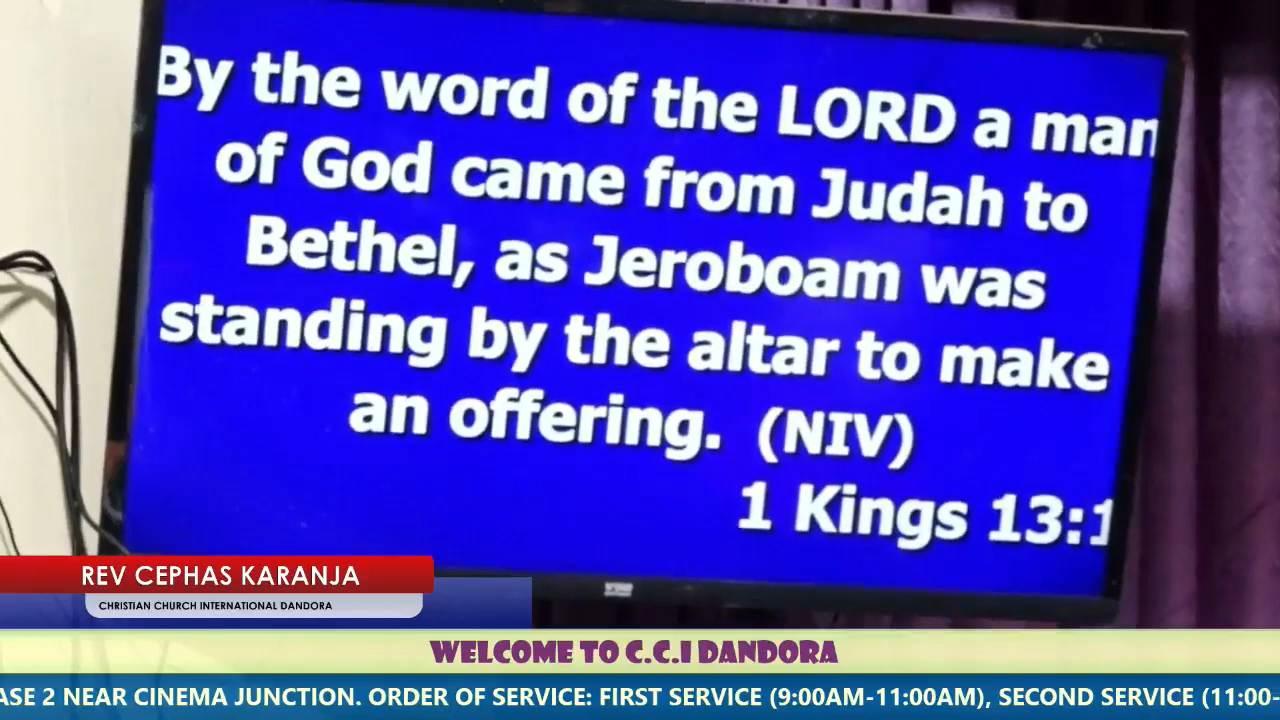 By the word of the LORD a man
of God came from Judah to
Bethel, as Jeroboam was
standing by the altar to make
an offering. (NIV)
1 Kings 13:1
REV CEPHAS KARANJA
CHRISTIAN CHURCH INTERNATIONAL DANDORA
WELCOME TO C.C.I DANDORA
ASE 2 NEAR CINEMA JUNCTION. ORDER OF SERVICE: FIRST SERVICE (9:00AM-11:00AM), SECOND SERVICE (11:00-